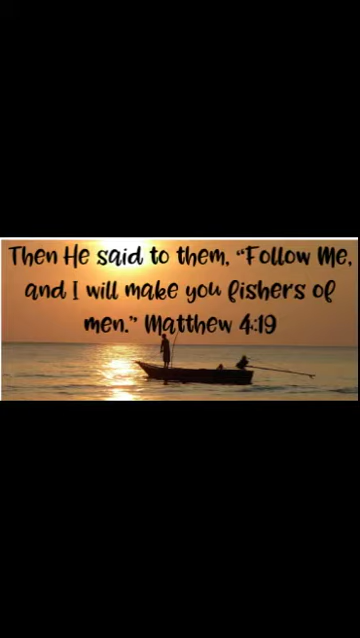 Then He said to them, “Follow Me,
and I will make you fishers of
men.” Matthew 4:19